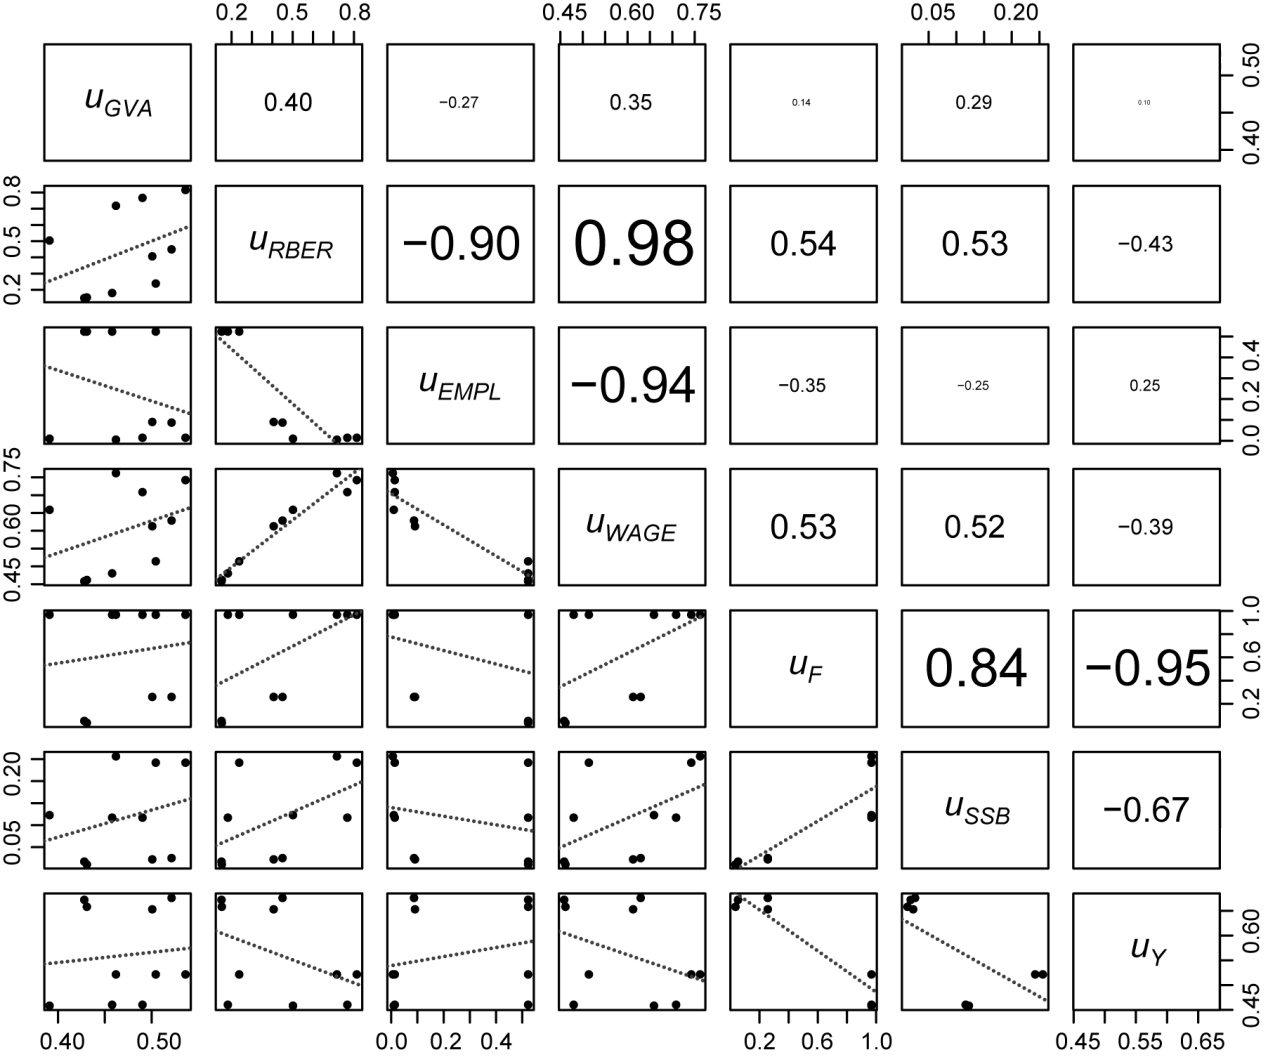 0.2 0.5 0.8 0.45 0.60 0.75 0.05 0.20
u_GVA 0.40 −0.27 0.35 0.14 0.29 0.10 0.40 0.50
0.2 0.5 0.8 u_RBER −0.90 0.98 0.54 0.53 −0.43
u_EMPL −0.94 −0.35 −0.25 0.25 0.0 0.2 0.4
0.45 0.60 0.75 u_WAGE 0.53 0.52 −0.39
u_F 0.84 −0.95 0.2 0.6 1.0
0.05 0.20 u_SSB −0.67
u_Y 0.45 0.60
0.40 0.50 0.0 0.2 0.4 0.2 0.6 1.0 0.45 0.55 0.65